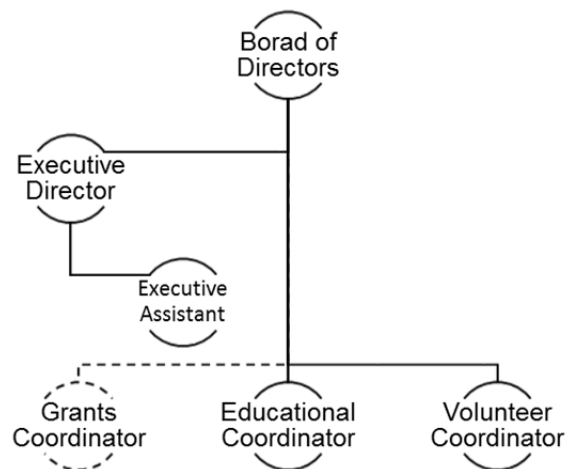 Borad of
Directors
Executive
Director
Executive
Assistant
Grants
Coordinator
Educational
Coordinator
Volunteer
Coordinator